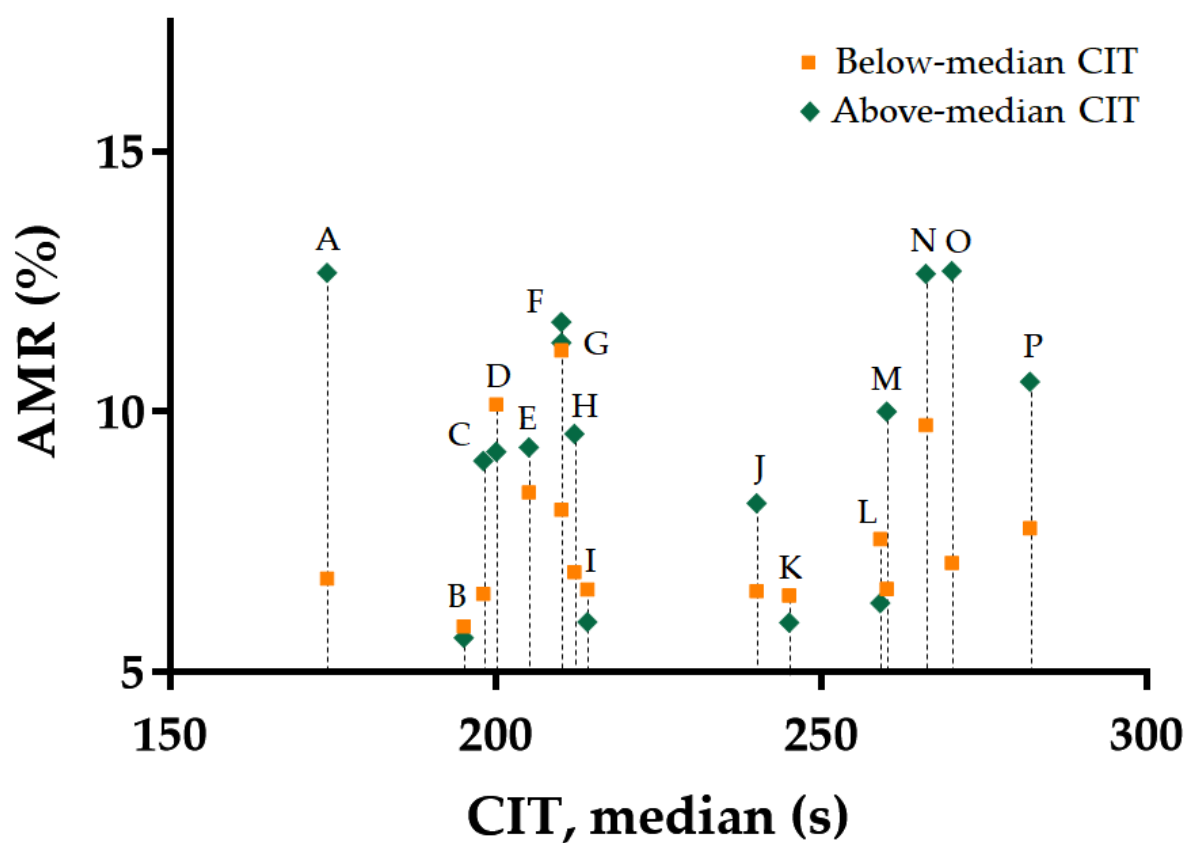 Below-median CIT
Above-median CIT
AMR (%)
15
10
5
A
B
C
D
E
F
G
H
I
J
K
L
M
N
O
P
150
200
250
300
CIT, median (s)